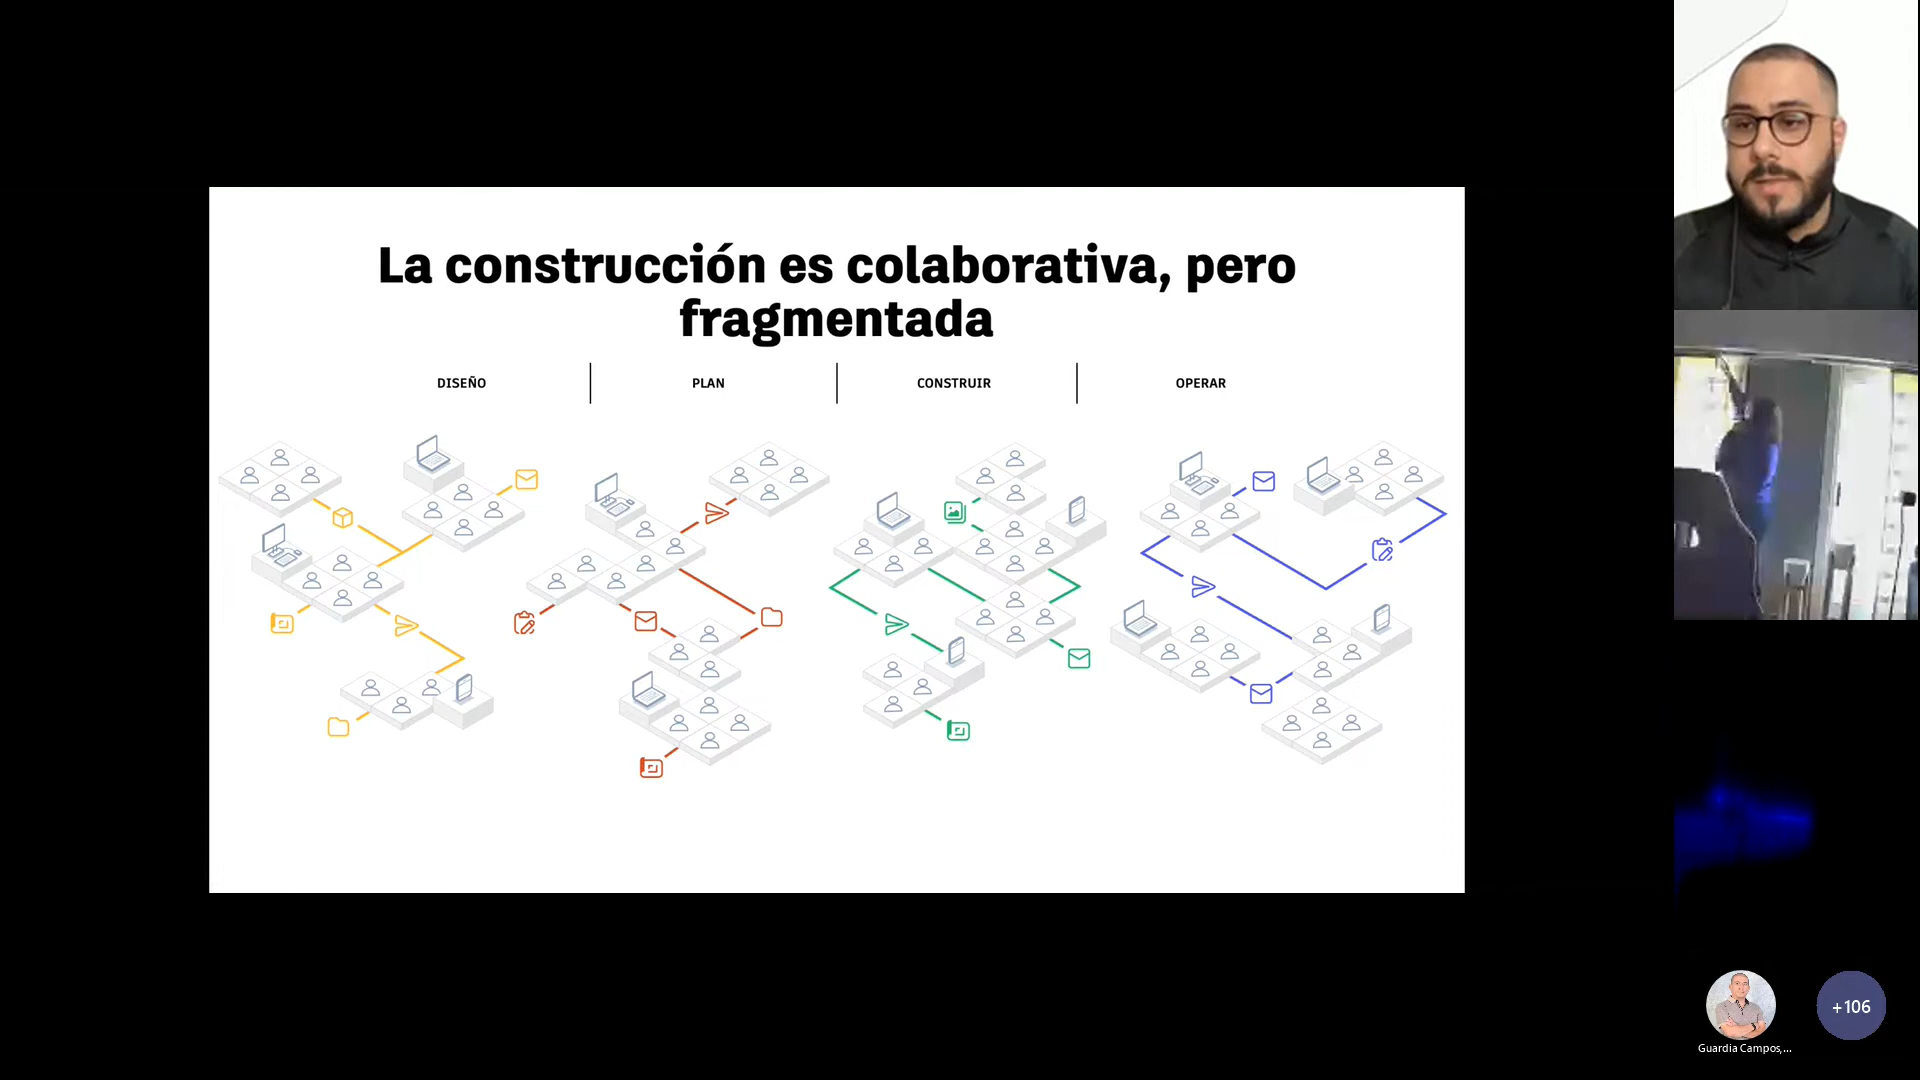 La construcción es colaborativa, pero
fragmentada
DISEÑO
PLAN
CONSTRUIR
OPERAR
+106
Guardia Campos,...